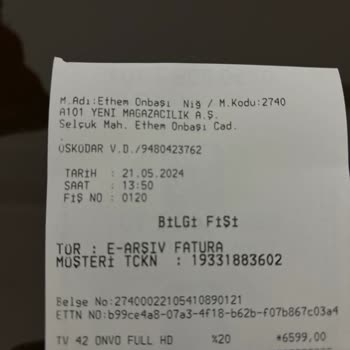 M.Adı:Ethem Onbaşı Niğ / M.Kodu:2740
A101 YENİ MAĞAZACILIK A.Ş.
Selçuk Mah. Ethem Onbaşı Cad.
.
ÜSKÜDAR V.D./9480423762
TARİH : 21.05.2024
SAAT : 13:50
FİŞ NO : 0120
BİLGİ FİŞİ
TÜR : E-ARŞİV FATURA
MÜŞTERİ TCKN : 19331883602
Belge No:27400022105410890121
ETTN NO:b99ce4a8-07a3-4f18-b62b-f07b867c03a4
TV 42 ONVO FULL HD %20 *6599,00